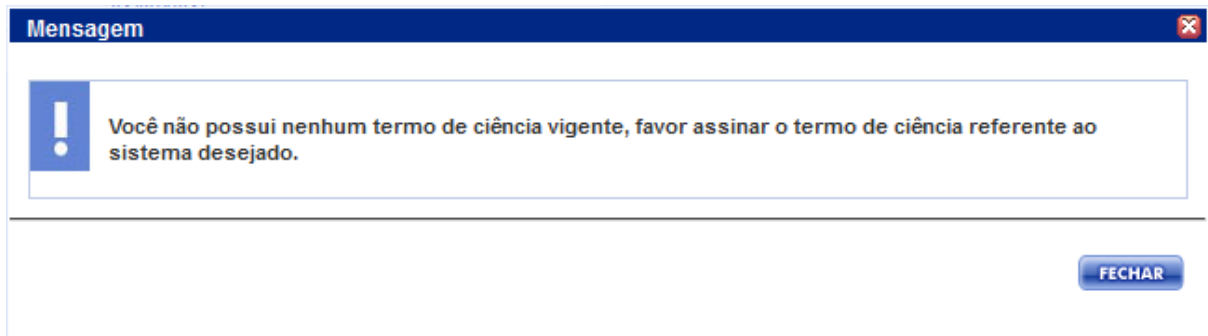 Mensagem
Você não possui nenhum termo de ciência vigente, favor assinar o termo de ciência referente ao
sistema desejado.
FECHAR